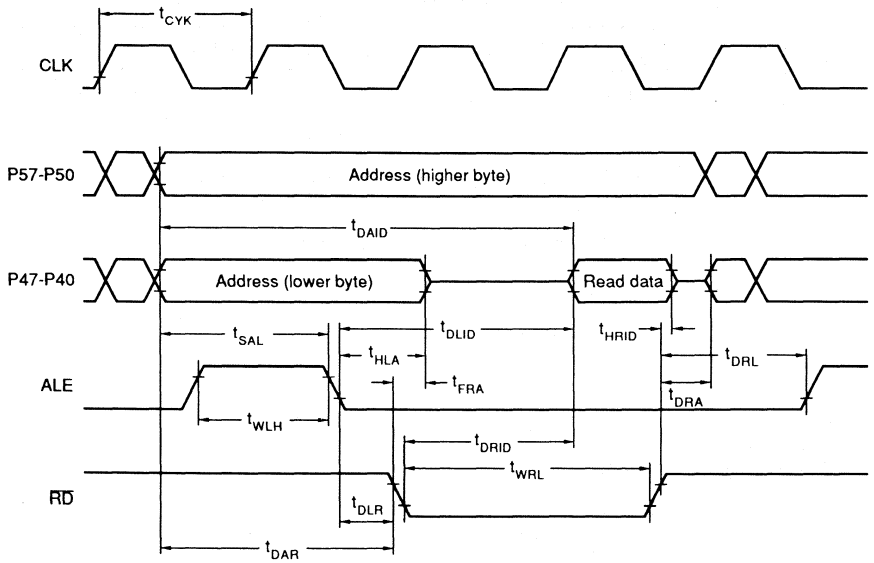 tCYK
CLK
P57-P50
Address (higher byte)
tDAID
P47-P40
Address (lower byte)
Read data
tSAL
tDLID
tHRID
tHLA
tDRL
ALE
tFRA
tDRA
tWLH
tDRID
tWRL
RD
tDLR
tDAR